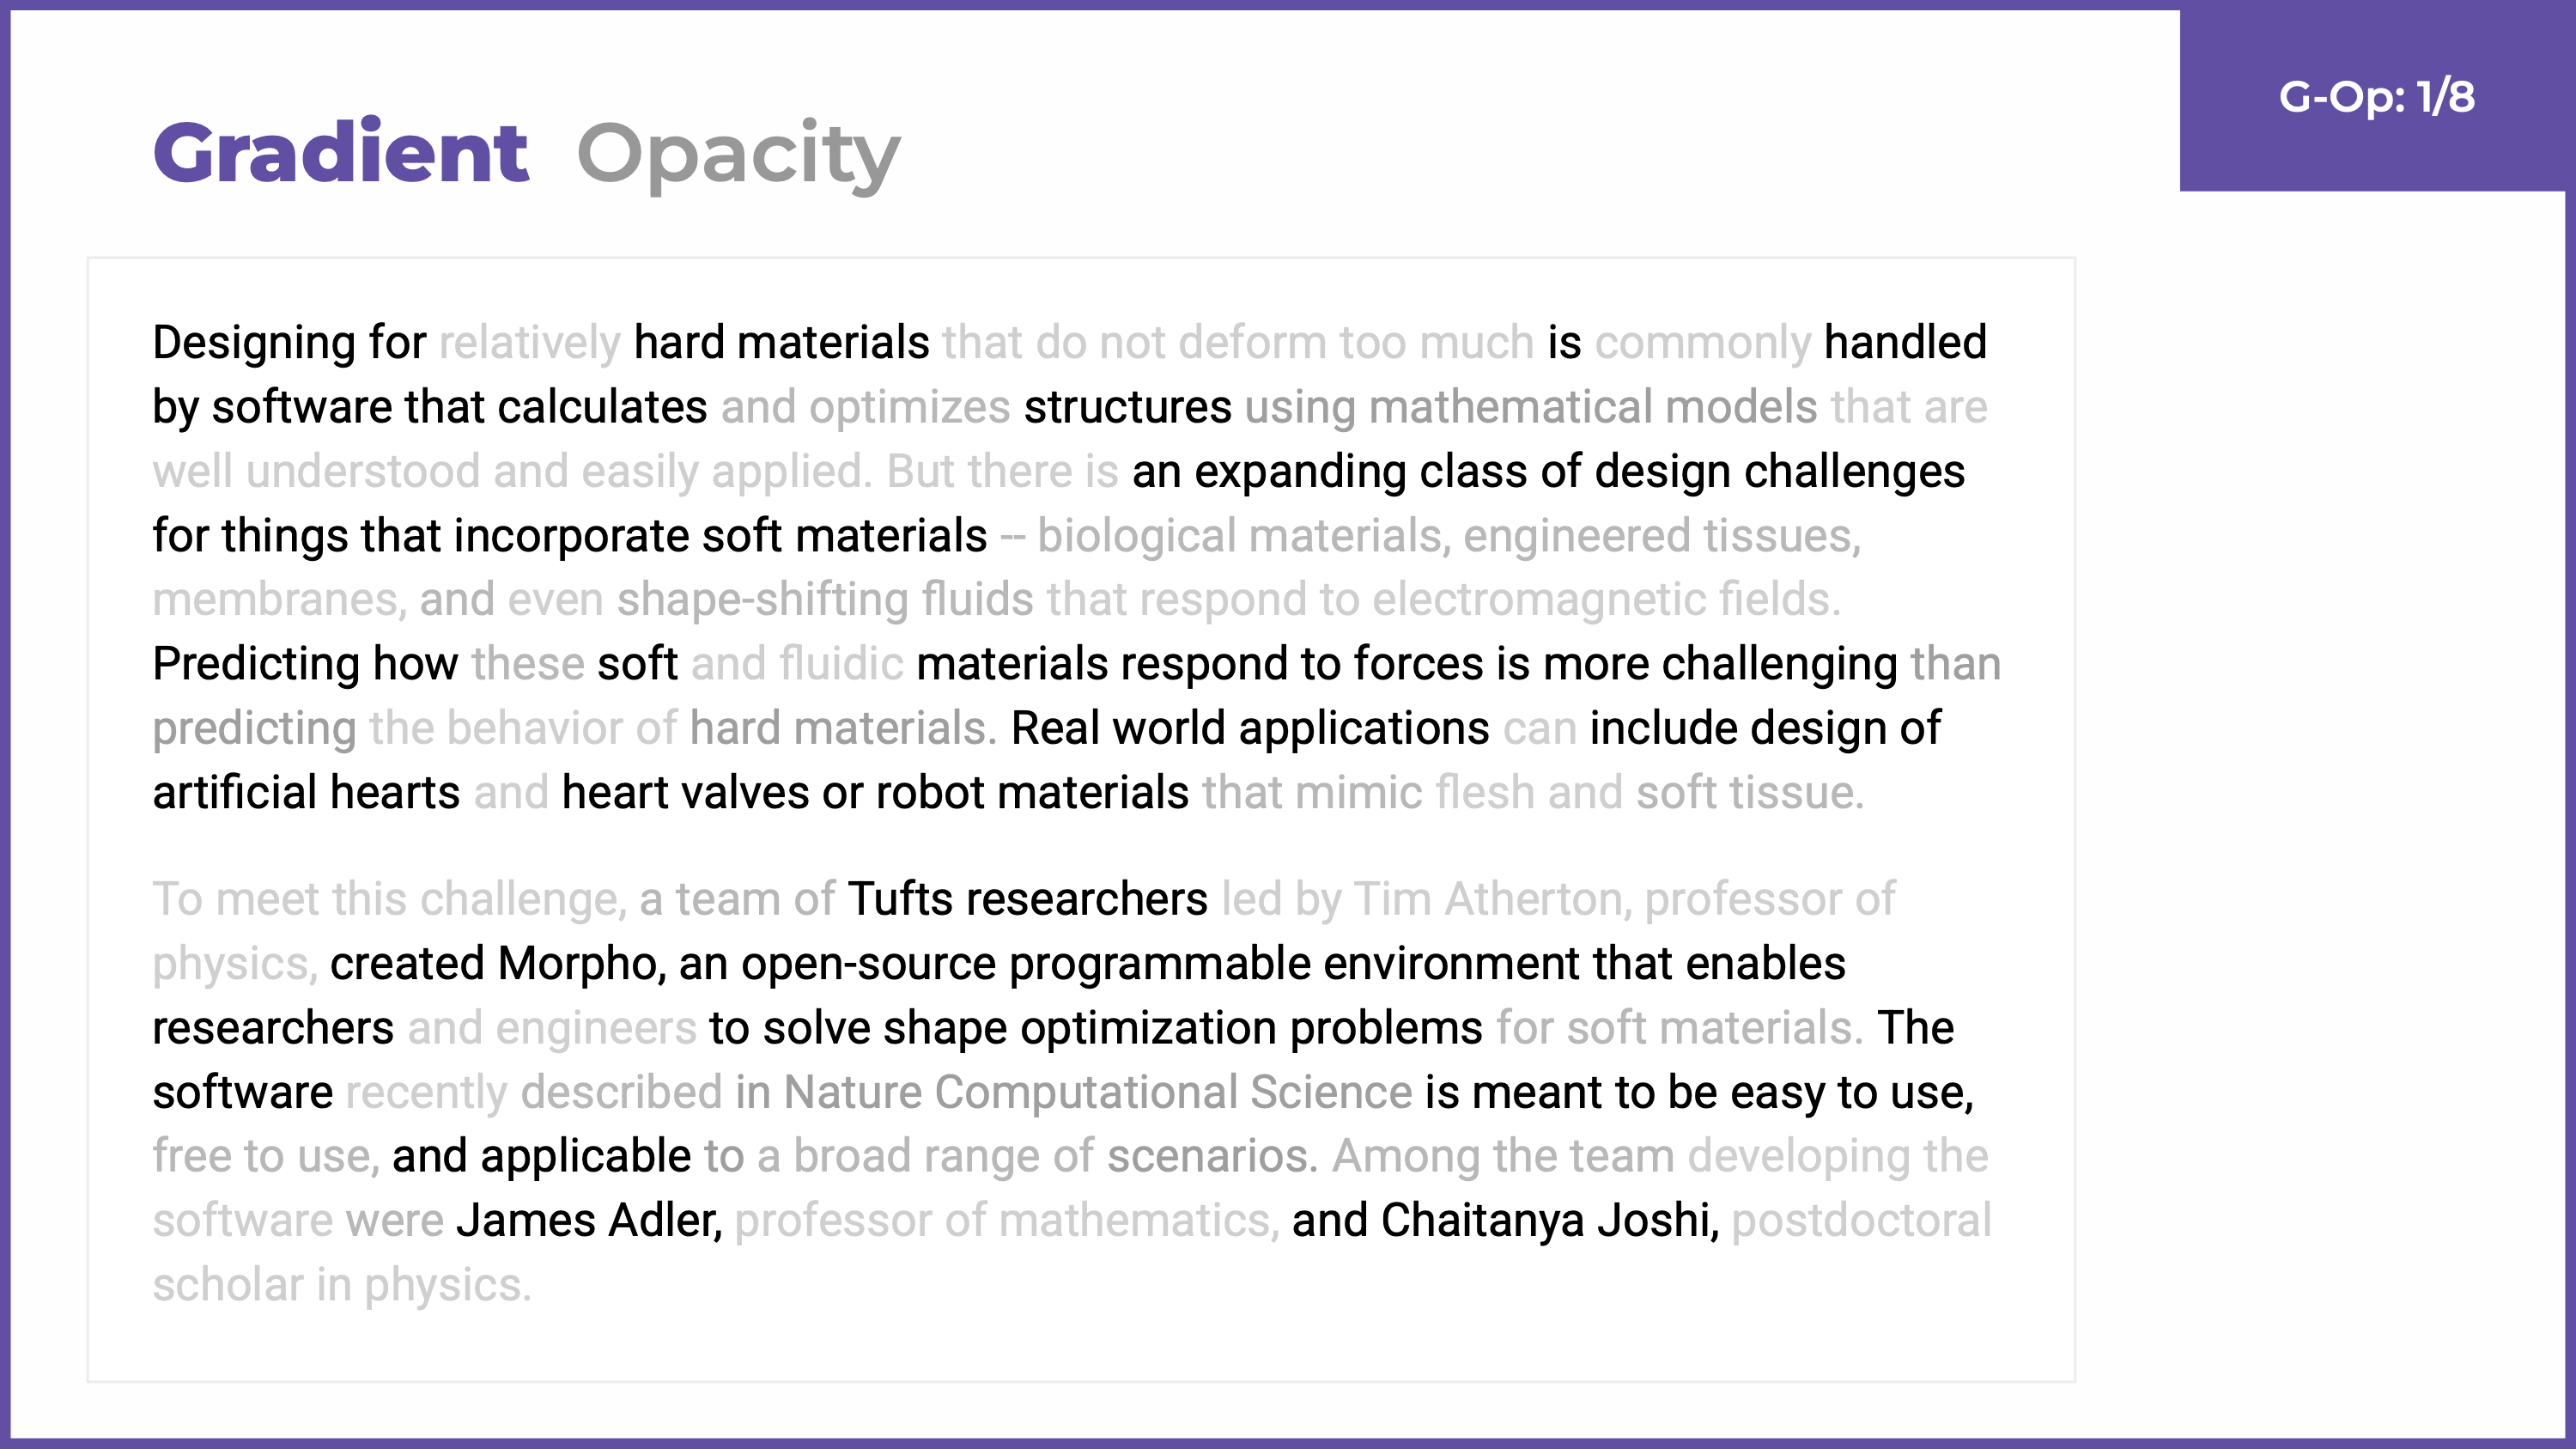 Gradient Opacity
G-Op: 1/8
Designing for relatively hard materials that do not deform too much is commonly handled
by software that calculates and optimizes structures using mathematical models that are
well understood and easily applied. But there is an expanding class of design challenges
for things that incorporate soft materials -- biological materials, engineered tissues,
membranes, and even shape-shifting fluids that respond to electromagnetic fields.
Predicting how these soft and fluidic materials respond to forces is more challenging than
predicting the behavior of hard materials. Real world applications can include design of
artificial hearts and heart valves or robot materials that mimic flesh and soft tissue.
To meet this challenge, a team of Tufts researchers led by Tim Atherton, professor of
physics, created Morpho, an open-source programmable environment that enables
researchers and engineers to solve shape optimization problems for soft materials. The
software recently described in Nature Computational Science is meant to be easy to use,
free to use, and applicable to a broad range of scenarios. Among the team developing the
software were James Adler, professor of mathematics, and Chaitanya Joshi, postdoctoral
scholar in physics.